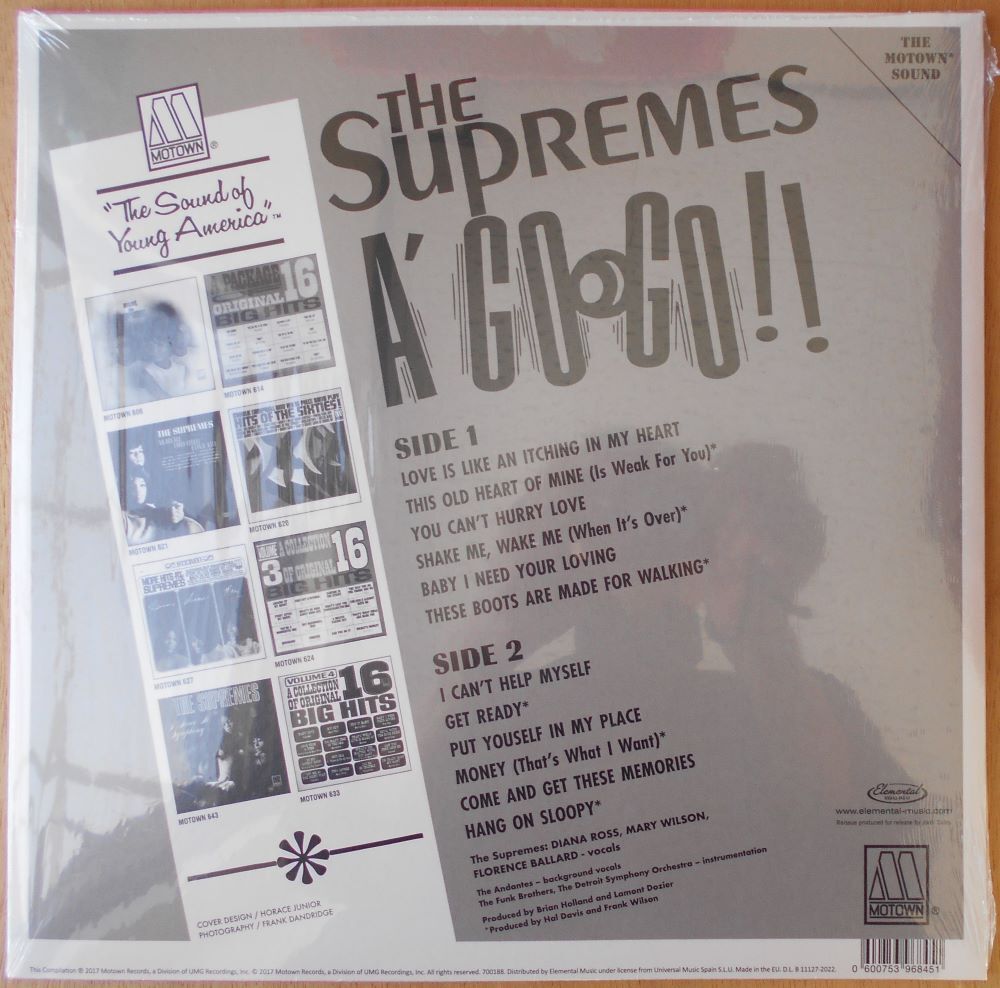 THE
MOTOWN*
SOUND
THE
SUPREMES
A' GO•GO!!
MOTOWN®
"The Sound of
Young America"™
MOTOWN 606
A PACKAGE
ORIGINAL 16
BIG HITS
MOTOWN 614
THE SUPREMES
MOTOWN 621
HITS OF THE SIXTIES!
MOTOWN 620
MORE HITS BY
SUPREMES
MOTOWN 627
VOLUME 3
A COLLECTION
OF ORIGINAL 16
BIG HITS
MOTOWN 624
THE SUPREMES
Symphony
MOTOWN 643
VOLUME 4
A COLLECTION
OF ORIGINAL 16
BIG HITS
MOTOWN 633
COVER DESIGN / HORACE JUNIOR
PHOTOGRAPHY / FRANK DANDRIDGE
SIDE 1
LOVE IS LIKE AN ITCHING IN MY HEART
THIS OLD HEART OF MINE (Is Weak For You)*
YOU CAN'T HURRY LOVE
SHAKE ME, WAKE ME (When It's Over)*
BABY I NEED YOUR LOVING
THESE BOOTS ARE MADE FOR WALKING*
SIDE 2
I CAN'T HELP MYSELF
GET READY*
PUT YOUSELF IN MY PLACE
MONEY (That's What I Want)*
COME AND GET THESE MEMORIES
HANG ON SLOOPY*
The Supremes: DIANA ROSS, MARY WILSON,
FLORENCE BALLARD - vocals
The Andantes – background vocals
The Funk Brothers, The Detroit Symphony Orchestra – instrumentation
Produced by Brian Holland and Lamont Dozier
*Produced by Hal Davis and Frank Wilson
Elemental
www.elemental-music.com
Reissue produced for release by
MOTOWN®
This Compilation ℗ 2017 Motown Records, a Division of UMG Recordings, Inc. © 2017 Motown Records, a Division of UMG Recordings, Inc. All rights reserved. 700188. Distributed by Elemental Music under license from Universal Music Spain S.L.U. Made in the EU. D.L. B 11127-2022.
0 600753 968451